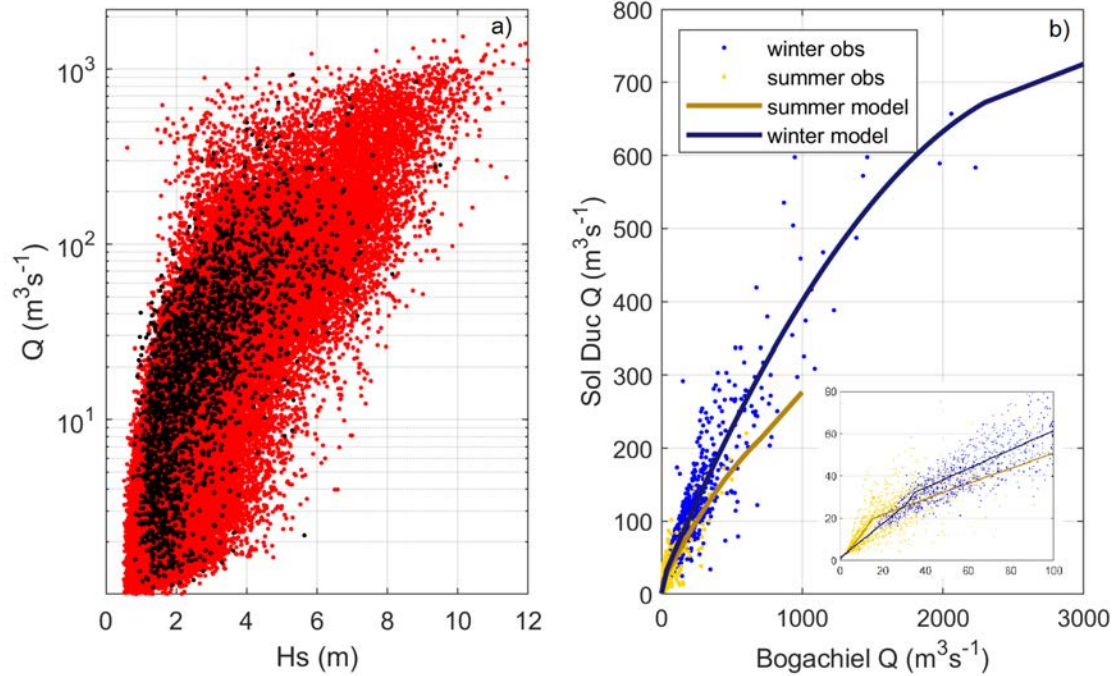 a)
10³
10²
10¹
Q (m³s⁻¹)
0 2 4 6 8 10 12
Hs (m)
b)
winter obs
summer obs
summer model
winter model
800
700
600
500
400
300
200
100
0
Sol Duc Q (m³s⁻¹)
0 1000 2000 3000
Bogachiel Q (m³s⁻¹)
80
60
40
20
0
0 20 40 60 80 100